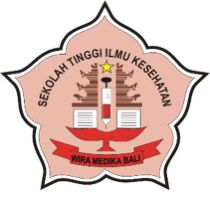 SEKOLAH TINGGI ILMU KESEHATAN
WIRA MEDIKA BALI